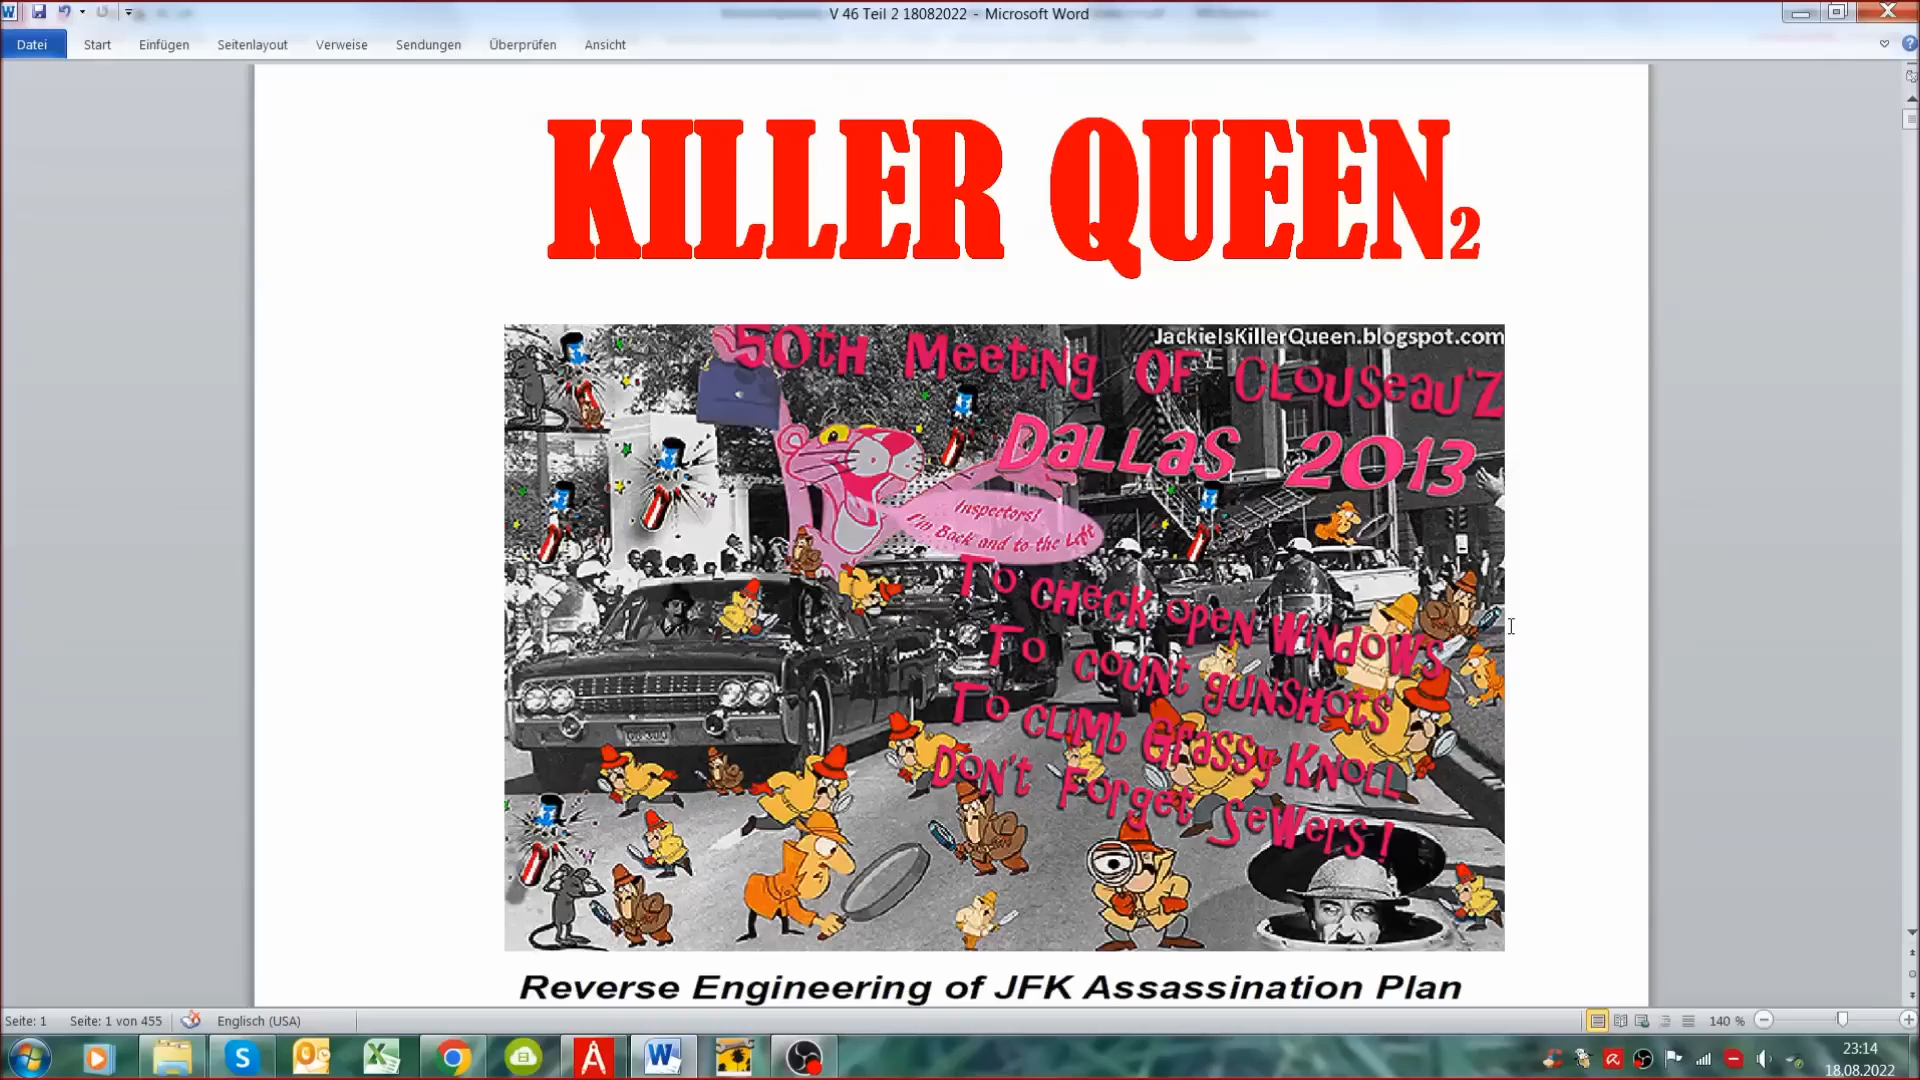 V 46 Teil 2 18082022 - Microsoft Word
Datei Start Einfügen Seitenlayout Verweise Sendungen Überprüfen Ansicht
KILLER QUEEN2
JackieIsKillerQueen.blogspot.com
50th Meeting Of Clouseau'z
Dallas 2013
Inspectors!
I'm Back and to the Left
To check open Windows
To count gunshots
To climb Grassy Knoll
Don't Forget Sewers!
Reverse Engineering of JFK Assassination Plan
Seite: 1 Seite: 1 von 455 Englisch (USA) 140 %
23:14
18.08.2022